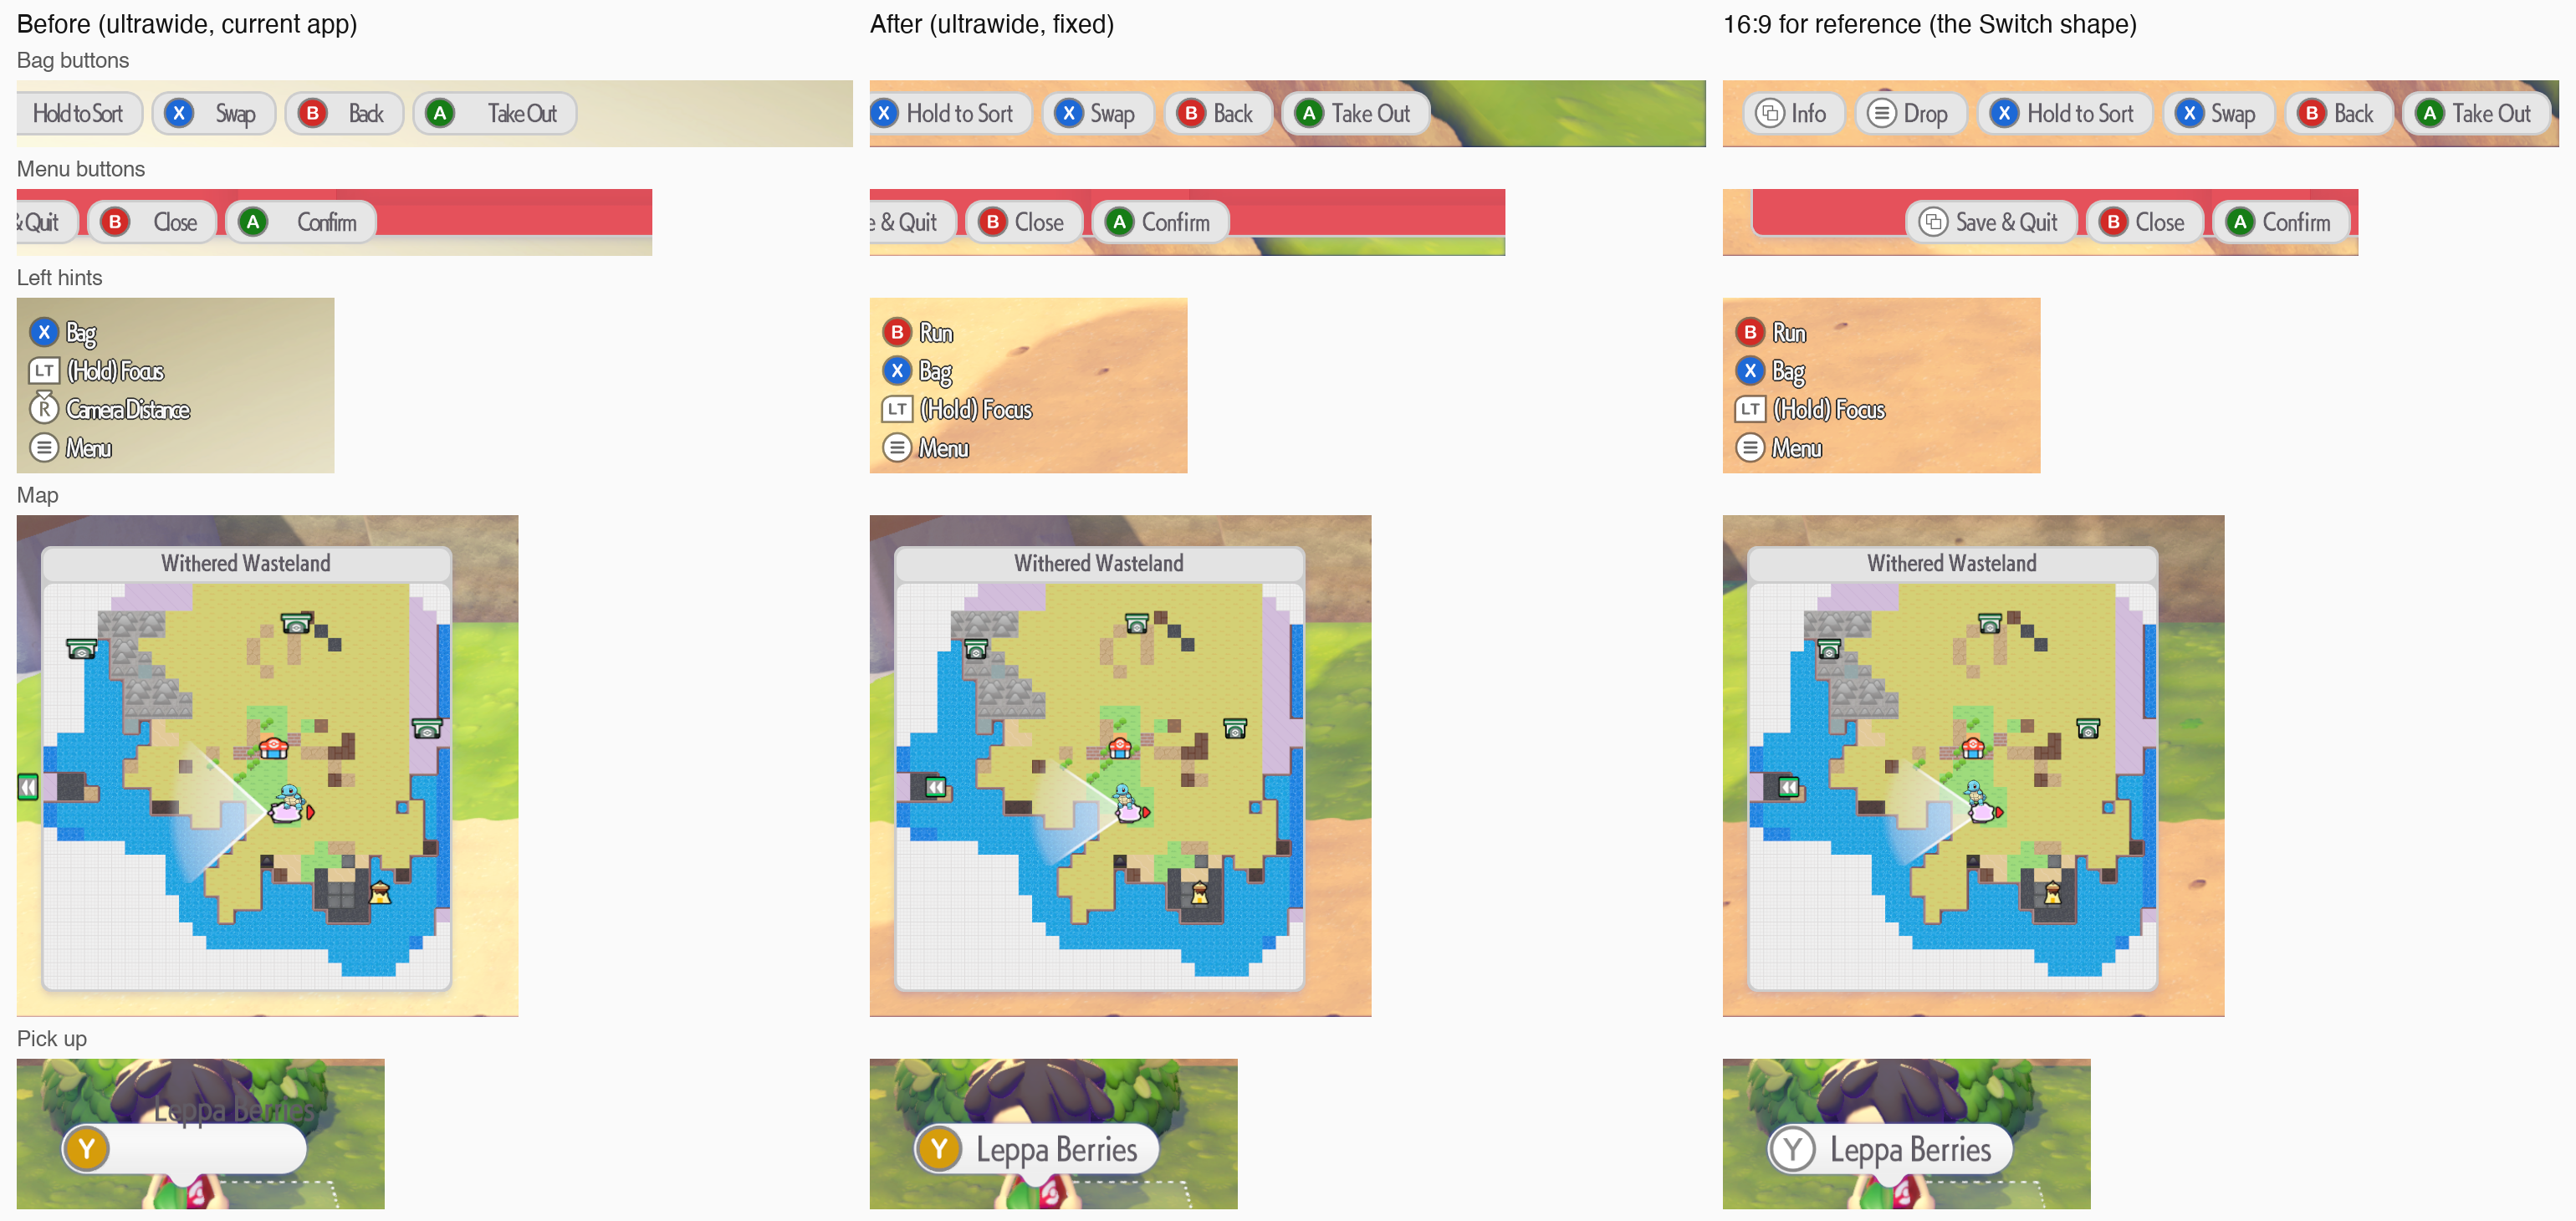 Before (ultrawide, current app)
After (ultrawide, fixed)
16:9 for reference (the Switch shape)
Bag buttons
Hold to Sort X Swap B Back A Take Out
X Hold to Sort X Swap B Back A Take Out
Info Drop X Hold to Sort X Swap B Back A Take Out
Menu buttons
& Quit B Close A Confirm
e & Quit B Close A Confirm
Save & Quit B Close A Confirm
Left hints
X Bag
LT (Hold) Focus
R Camera Distance
Menu
B Run
X Bag
LT (Hold) Focus
Menu
B Run
X Bag
LT (Hold) Focus
Menu
Map
Withered Wasteland
Withered Wasteland
Withered Wasteland
Pick up
Leppa Berries
Y
Y Leppa Berries
Y Leppa Berries